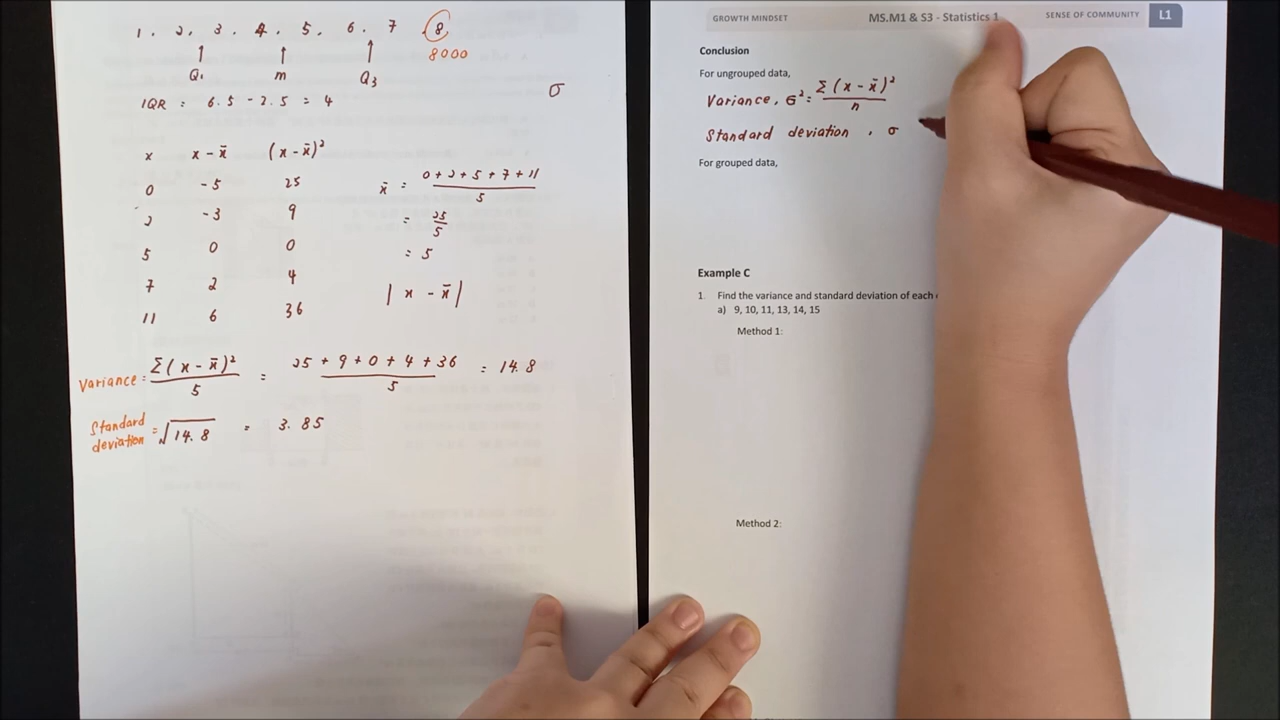 1. 2. 3. 4. 5. 6. 7 8
8000
Q₁ m Q₃
IQR = 6.5 - 2.5 = 4
σ
x x - x̄ (x - x̄)²
0 -5 25
2 -3 9
5 0 0
7 2 4
11 6 36
x̄ = 0 + 2 + 5 + 7 + 11 / 5
= 25 / 5
= 5
| x - x̄ |
Variance = Σ(x - x̄)² / 5 = 25 + 9 + 0 + 4 + 36 / 5 = 14.8
Standard deviation = √14.8 = 3.85
GROWTH MINDSET MS.M1 & S3 - Statistics 1 SENSE OF COMMUNITY L1
Conclusion
For ungrouped data,
Variance, σ² = Σ(x - x̄)² / n
Standard deviation, σ
For grouped data,
Example C
1. Find the variance and standard deviation of each
a) 9, 10, 11, 13, 14, 15
Method 1:
Method 2: